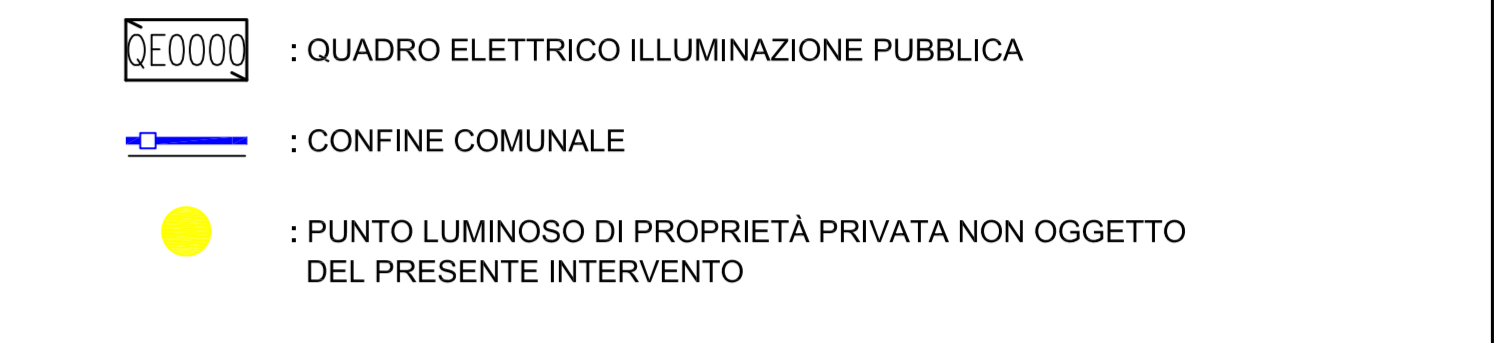 QE0000 : QUADRO ELETTRICO ILLUMINAZIONE PUBBLICA
: CONFINE COMUNALE
: PUNTO LUMINOSO DI PROPRIETÀ PRIVATA NON OGGETTO
DEL PRESENTE INTERVENTO